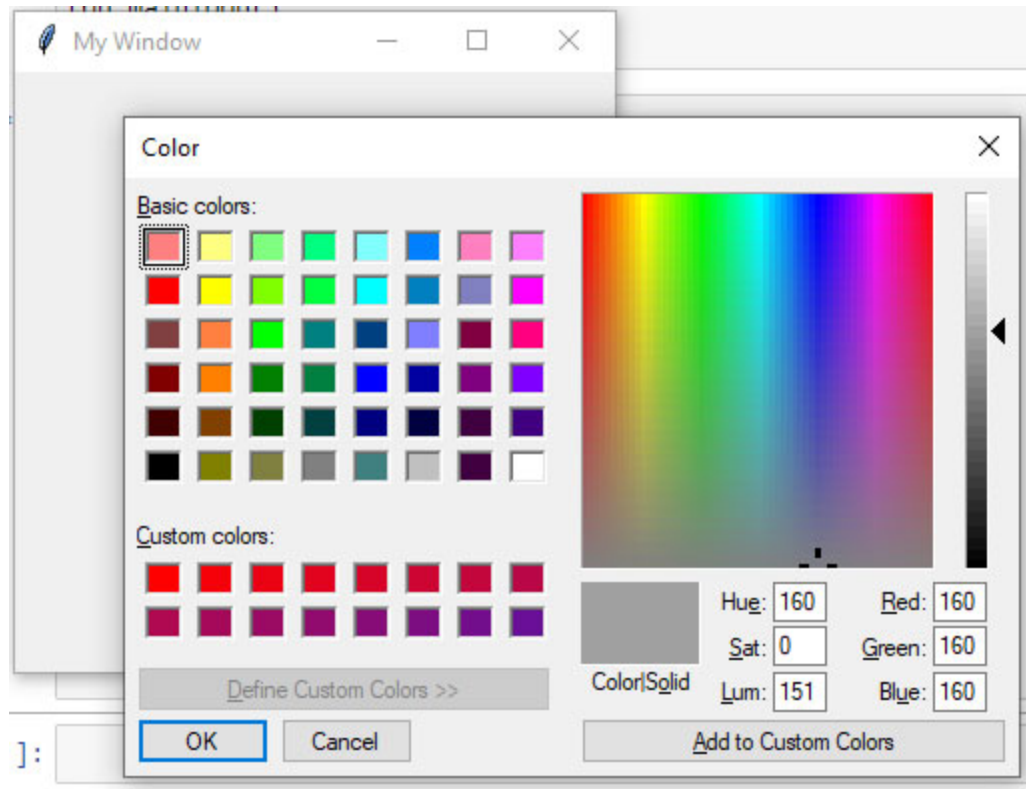 My Window
Color
Basic colors:
Custom colors:
Define Custom Colors >>
OK Cancel
Color|Solid
Hue: 160 Red: 160
Sat: 0 Green: 160
Lum: 151 Blue: 160
Add to Custom Colors
]: